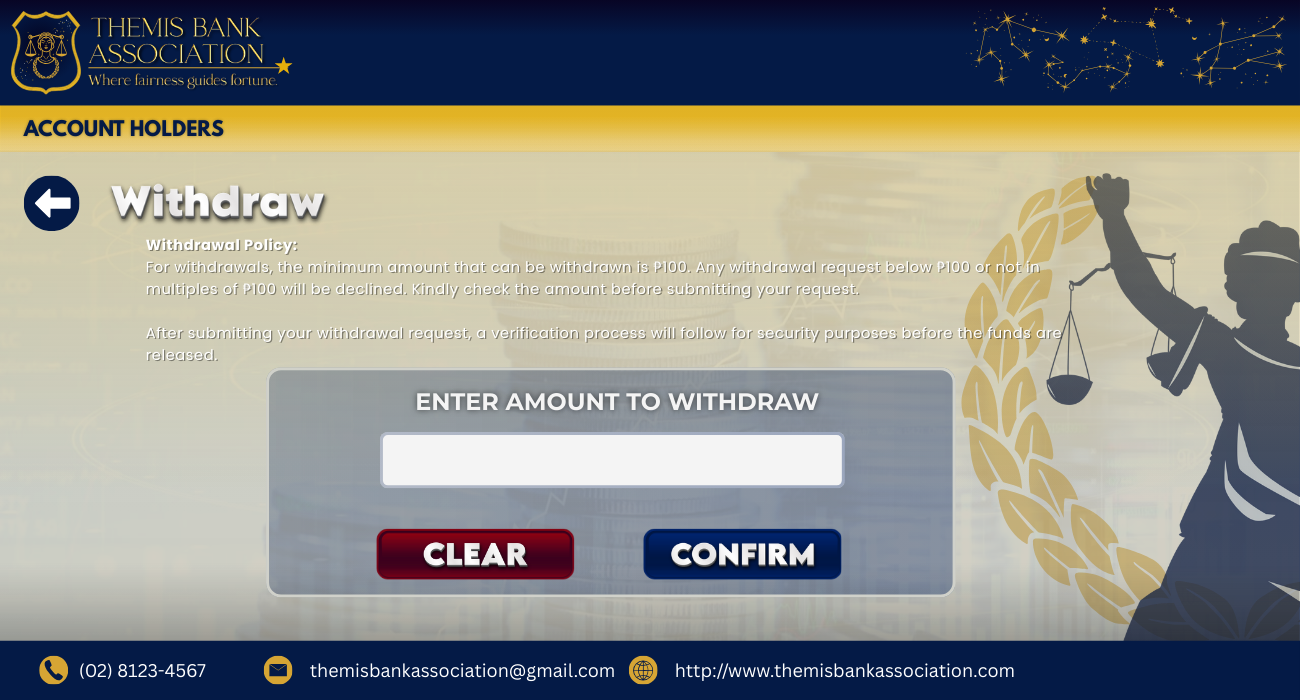 THEMIS BANK
ASSOCIATION
Where fairness guides fortune.
ACCOUNT HOLDERS
Withdraw
Withdrawal Policy:
For withdrawals, the minimum amount that can be withdrawn is ₱100. Any withdrawal request below ₱100 or not in
multiples of ₱100 will be declined. Kindly check the amount before submitting your request.
After submitting your withdrawal request, a verification process will follow for security purposes before the funds are
released.
ENTER AMOUNT TO WITHDRAW
CLEAR
CONFIRM
(02) 8123-4567
themisbankassociation@gmail.com
http://www.themisbankassociation.com